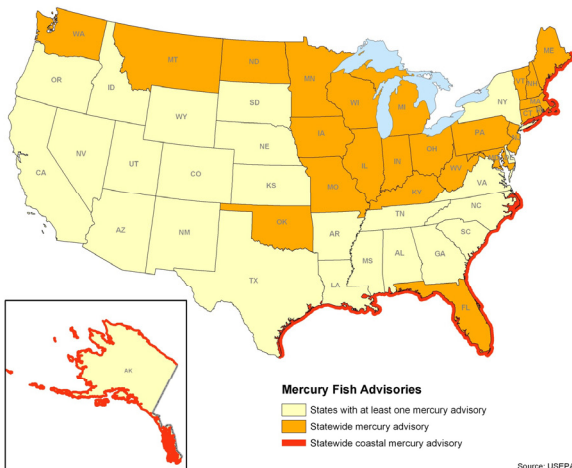 WA
MT
ND
MN
ME
VT
NH
OR
ID
SD
WI
MI
NY
MA
CT
WY
IA
PA
NE
NV
UT
CO
IL
IN
OH
NJ
CA
KS
MO
WV
VA
KY
AZ
NM
OK
AR
TN
NC
SC
MS
AL
GA
TX
LA
FL
AK
Mercury Fish Advisories
States with at least one mercury advisory
Statewide mercury advisory
Statewide coastal mercury advisory
Source: USEPA